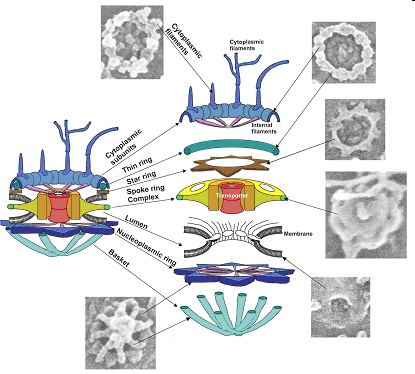 Cytoplasmic
filaments
Cytoplasmic
filaments
Cytoplasmic
subunits
Internal
filaments
Thin ring
Star ring
Spoke ring
Complex
Transporter
Lumen
Membrane
Nucleoplasmic ring
Basket